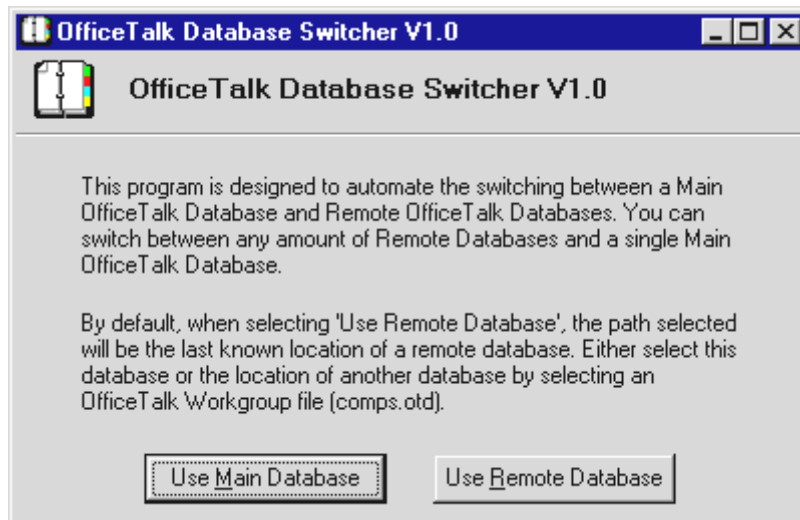 OfficeTalk Database Switcher V1.0
OfficeTalk Database Switcher V1.0
This program is designed to automate the switching between a Main
OfficeTalk Database and Remote OfficeTalk Databases. You can
switch between any amount of Remote Databases and a single Main
OfficeTalk Database.
By default, when selecting 'Use Remote Database', the path selected
will be the last known location of a remote database. Either select this
database or the location of another database by selecting an
OfficeTalk Workgroup file (comps.otd).
Use Main Database Use Remote Database